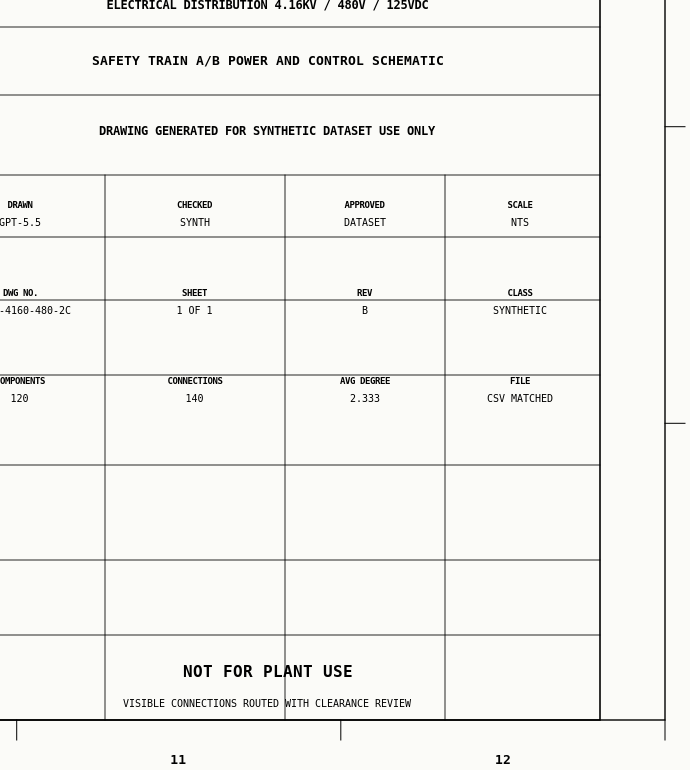 ELECTRICAL DISTRIBUTION 4.16KV / 480V / 125VDC
SAFETY TRAIN A/B POWER AND CONTROL SCHEMATIC
DRAWING GENERATED FOR SYNTHETIC DATASET USE ONLY
DRAWN CHECKED APPROVED SCALE
GPT-5.5 SYNTH DATASET NTS
DWG NO. SHEET REV CLASS
-4160-480-2C 1 OF 1 B SYNTHETIC
OMPONENTS CONNECTIONS AVG DEGREE FILE
120 140 2.333 CSV MATCHED
NOT FOR PLANT USE
VISIBLE CONNECTIONS ROUTED WITH CLEARANCE REVIEW
11 12